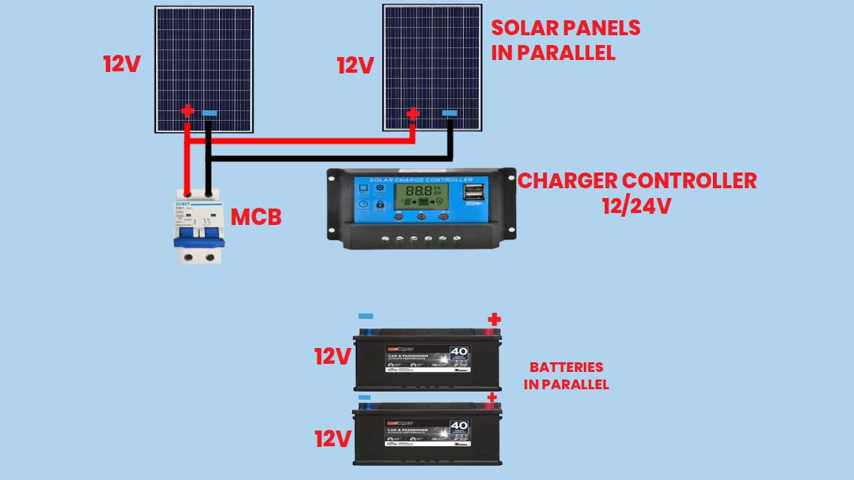 12V
12V
SOLAR PANELS
IN PARALLEL
SOLAR CHARGE CONTROLLER
CHARGER CONTROLLER
12/24V
MCB
88.8
12V
40
CAR & PASSENGER
BATTERIES
IN PARALLEL
12V
40
CAR & PASSENGER